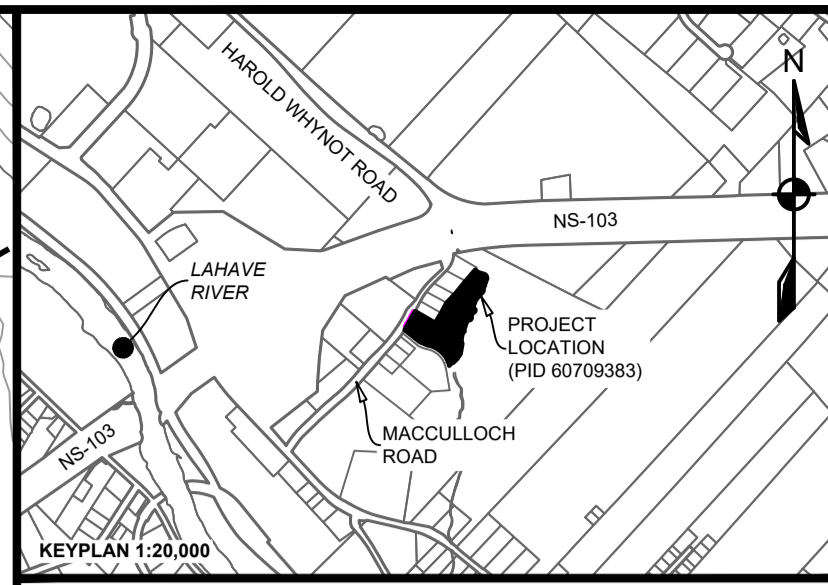 HAROLD WHYNOT ROAD
N
NS-103
LAHAVE
RIVER
PROJECT
LOCATION
(PID 60709383)
MACCULLOCH
ROAD
NS-103
KEYPLAN 1:20,000